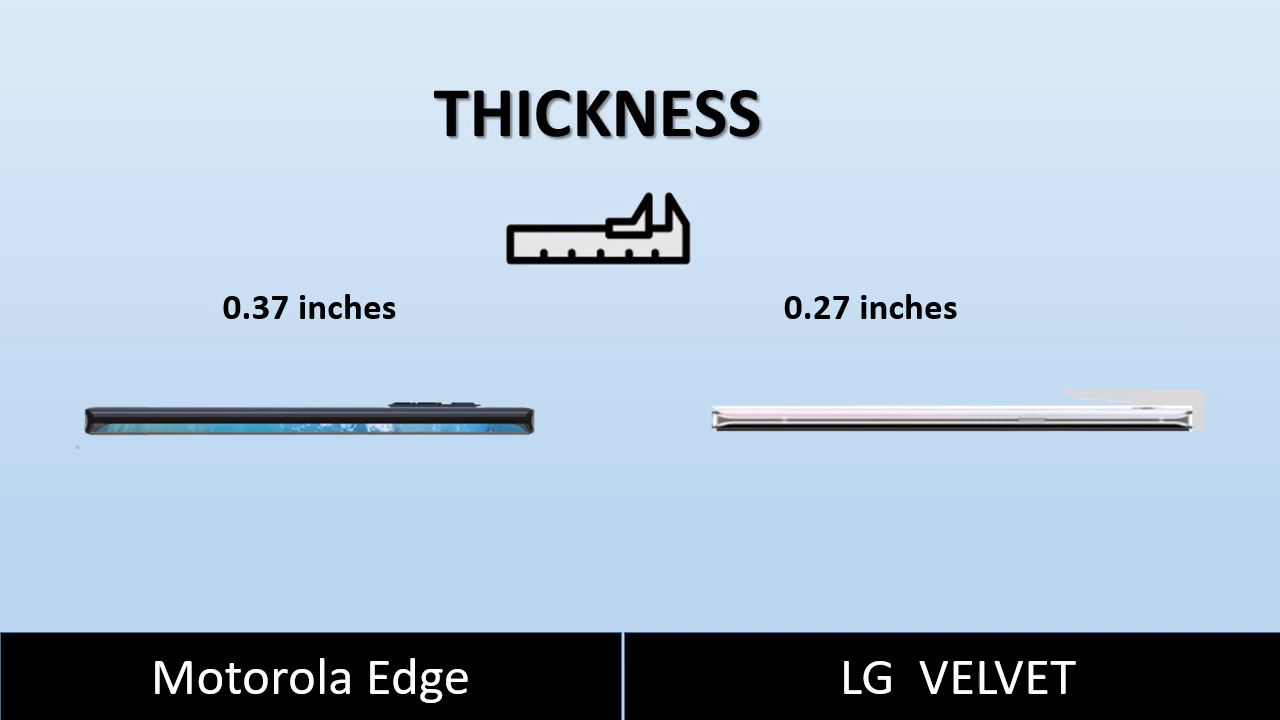 THICKNESS
0.37 inches
0.27 inches
Motorola Edge
LG VELVET